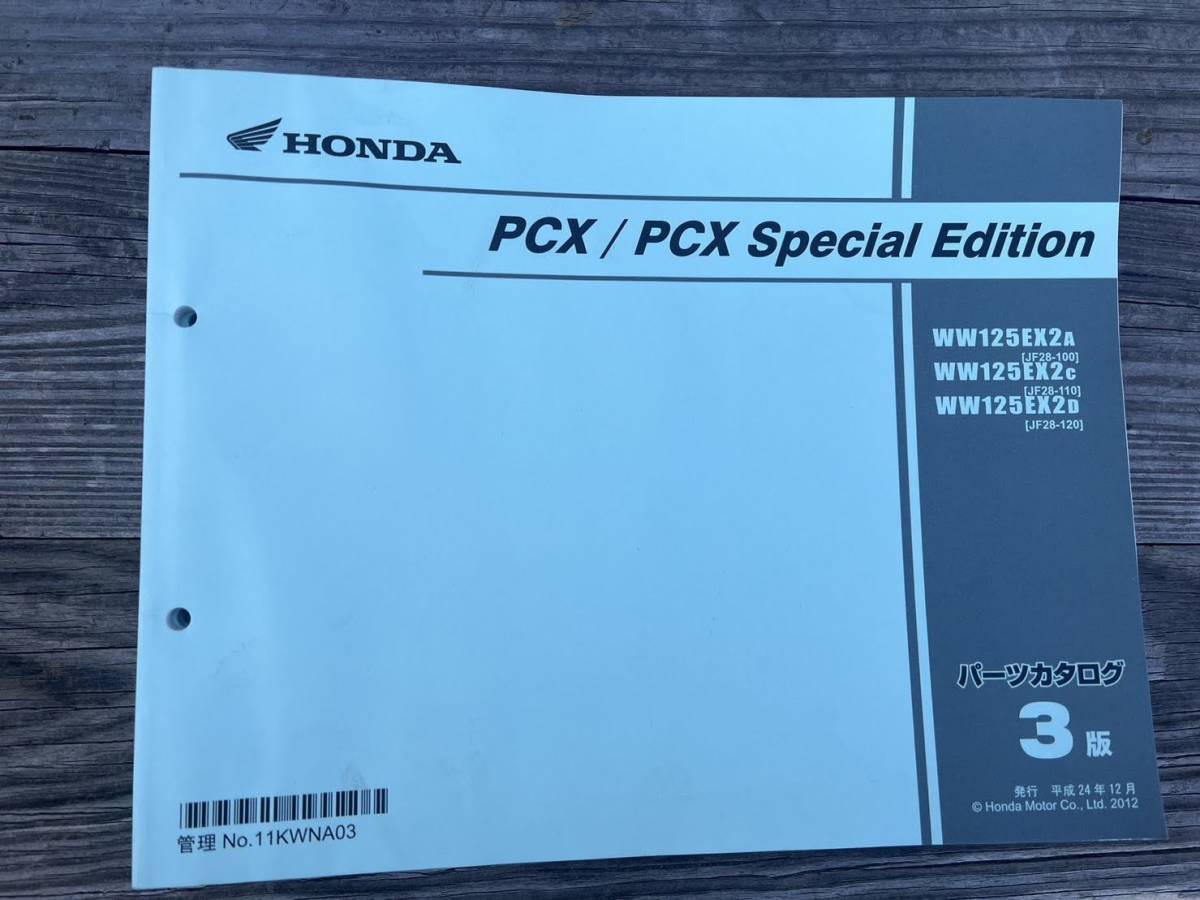 HONDA
PCX / PCX Special Edition
WW125EX2A
[JF28-100]
WW125EX2C
[JF28-110]
WW125EX2D
[JF28-120]
パーツカタログ
3版
発行 平成24年12月
© Honda Motor Co., Ltd. 2012
管理 No.11KWNA03